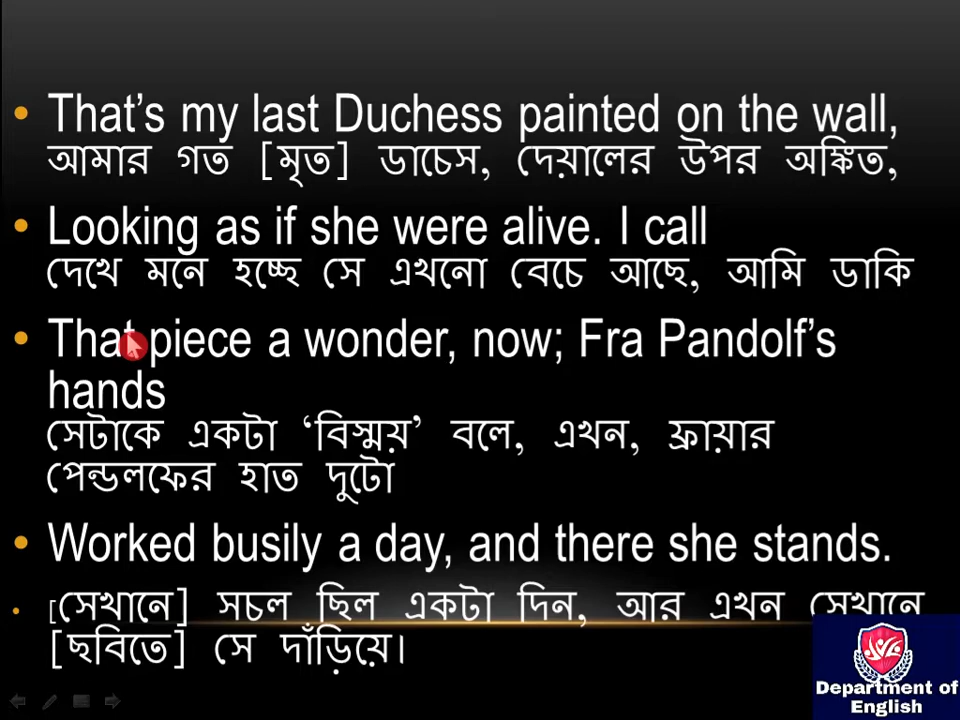 • That’s my last Duchess painted on the wall,
আমার গত [মৃত] ডাচেস, দেয়ালের উপর অঙ্কিত,
• Looking as if she were alive. I call
দেখে মনে হচ্ছে সে এখনো বেচে আছে, আমি ডাকি
• That piece a wonder, now; Fra Pandolf’s
hands
সেটাকে একটা ‘বিস্ময়’ বলে, এখন, ফ্রায়ার
পেন্ডলফের হাত দুটো
• Worked busily a day, and there she stands.
• [সেখানে] সচল ছিল একটা দিন, আর এখন সেখানে
[ছবিতে] সে দাঁড়িয়ে।
Department of
English